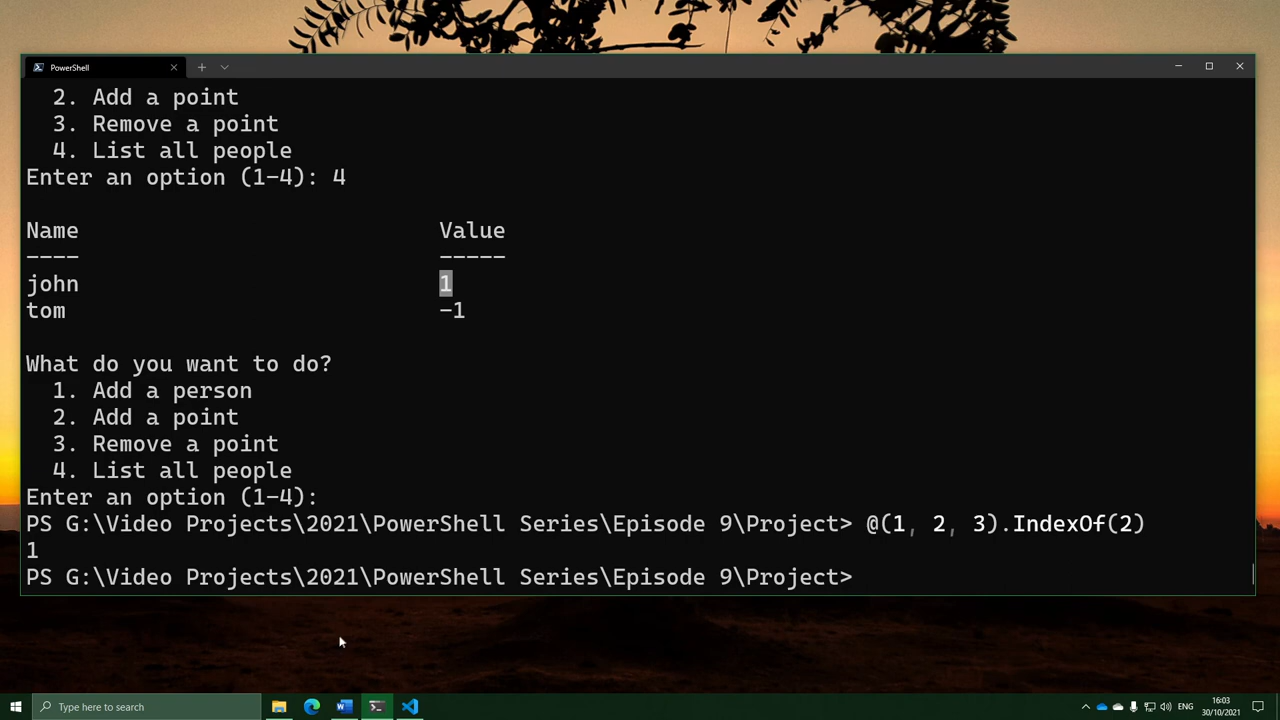 PowerShell
2. Add a point
3. Remove a point
4. List all people
Enter an option (1-4): 4
Name Value
---- -----
john 1
tom -1
What do you want to do?
1. Add a person
2. Add a point
3. Remove a point
4. List all people
Enter an option (1-4):
PS G:\Video Projects\2021\PowerShell Series\Episode 9\Project> @(1, 2, 3).IndexOf(2)
1
PS G:\Video Projects\2021\PowerShell Series\Episode 9\Project>
Type here to search
ENG
16:03
30/10/2021